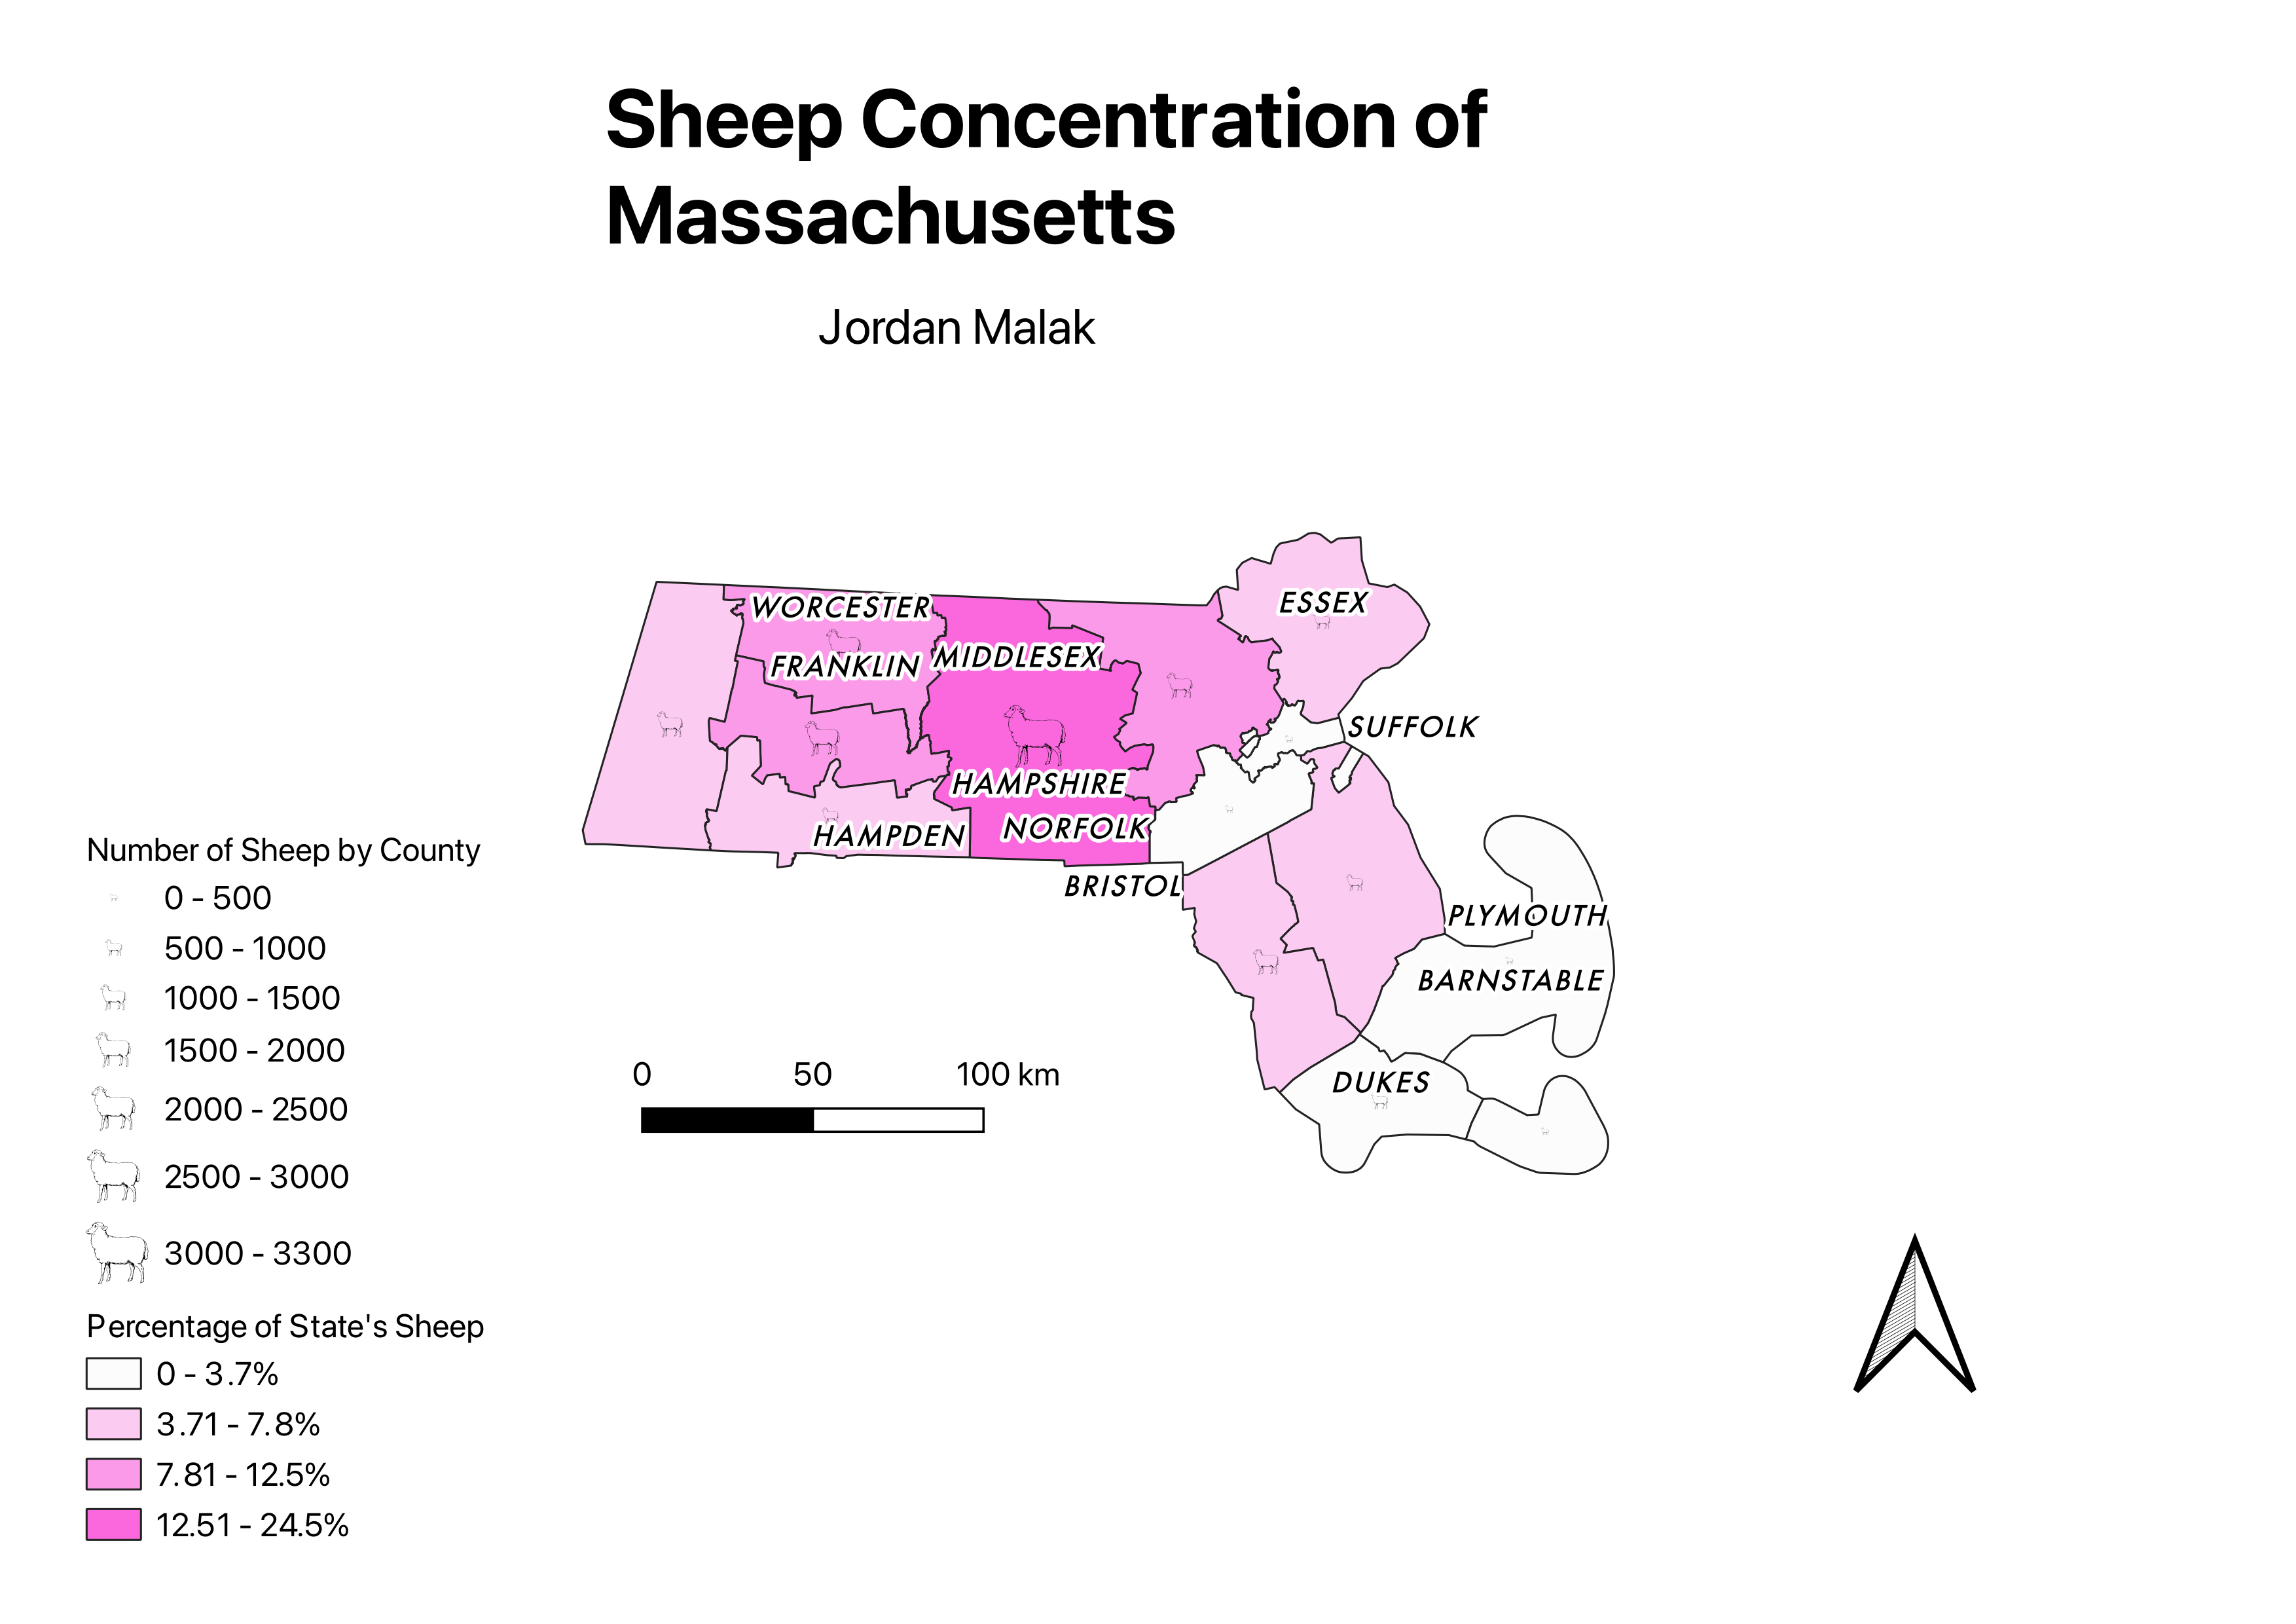 Sheep Concentration of
Massachusetts
Jordan Malak
ESSEX
WORCESTER
FRANKLIN
MIDDLESEX
SUFFOLK
HAMPSHIRE
NORFOLK
HAMPDEN
BRISTOL
PLYMOUTH
BARNSTABLE
DUKES
0 50 100 km
Number of Sheep by County
0 - 500
500 - 1000
1000 - 1500
1500 - 2000
2000 - 2500
2500 - 3000
3000 - 3300
Percentage of State's Sheep
0 - 3.7%
3.71 - 7.8%
7.81 - 12.5%
12.51 - 24.5%